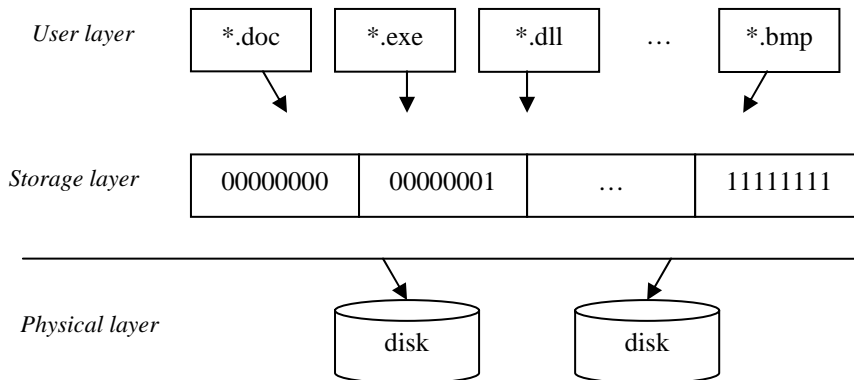 User layer *.doc *.exe *.dll … *.bmp
Storage layer 00000000 00000001 … 11111111
Physical layer disk disk